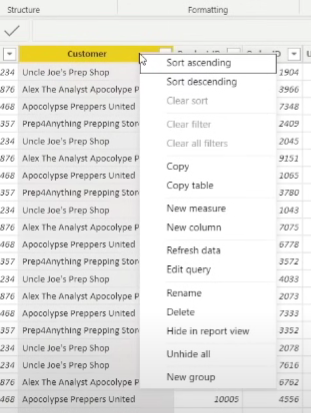 Structure Formatting
Customer
234 Uncle Joe's Prep Shop 1904
876 Alex The Analyst Apocolype P 3966
468 Apocolypse Preppers United 7348
357 Prep4Anything Prepping Stor 2409
234 Uncle Joe's Prep Shop 2045
876 Alex The Analyst Apocolype P 9151
468 Apocolypse Preppers United 1065
357 Prep4Anything Prepping Stor 3780
234 Uncle Joe's Prep Shop 1043
876 Alex The Analyst Apocolype P 7075
468 Apocolypse Preppers United 6778
357 Prep4Anything Prepping Stor 3572
234 Uncle Joe's Prep Shop 4033
876 Alex The Analyst Apocolype P 2073
468 Apocolypse Preppers United 7333
357 Prep4Anything Prepping Stor 3352
234 Uncle Joe's Prep Shop 2078
234 Uncle Joe's Prep Shop 7616
876 Alex The Analyst Apocolype P 6762
468 Apocolypse Preppers United 10005 4556
Sort ascending
Sort descending
Clear sort
Clear filter
Clear all filters
Copy
Copy table
New measure
New column
Refresh data
Edit query
Rename
Delete
Hide in report view
Unhide all
New group